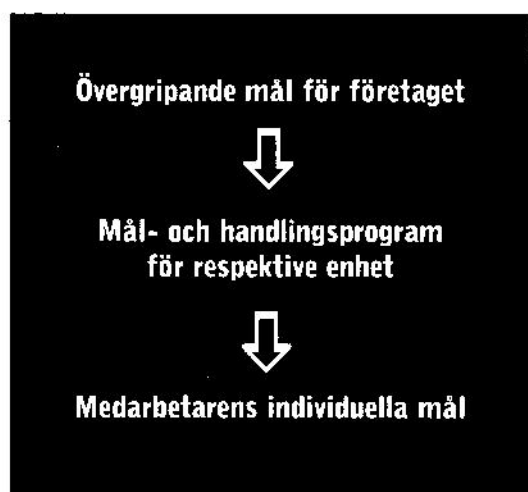 Övergripande mål för företaget
Mål- och handlingsprogram
för respektive enhet
Medarbetarens individuella mål